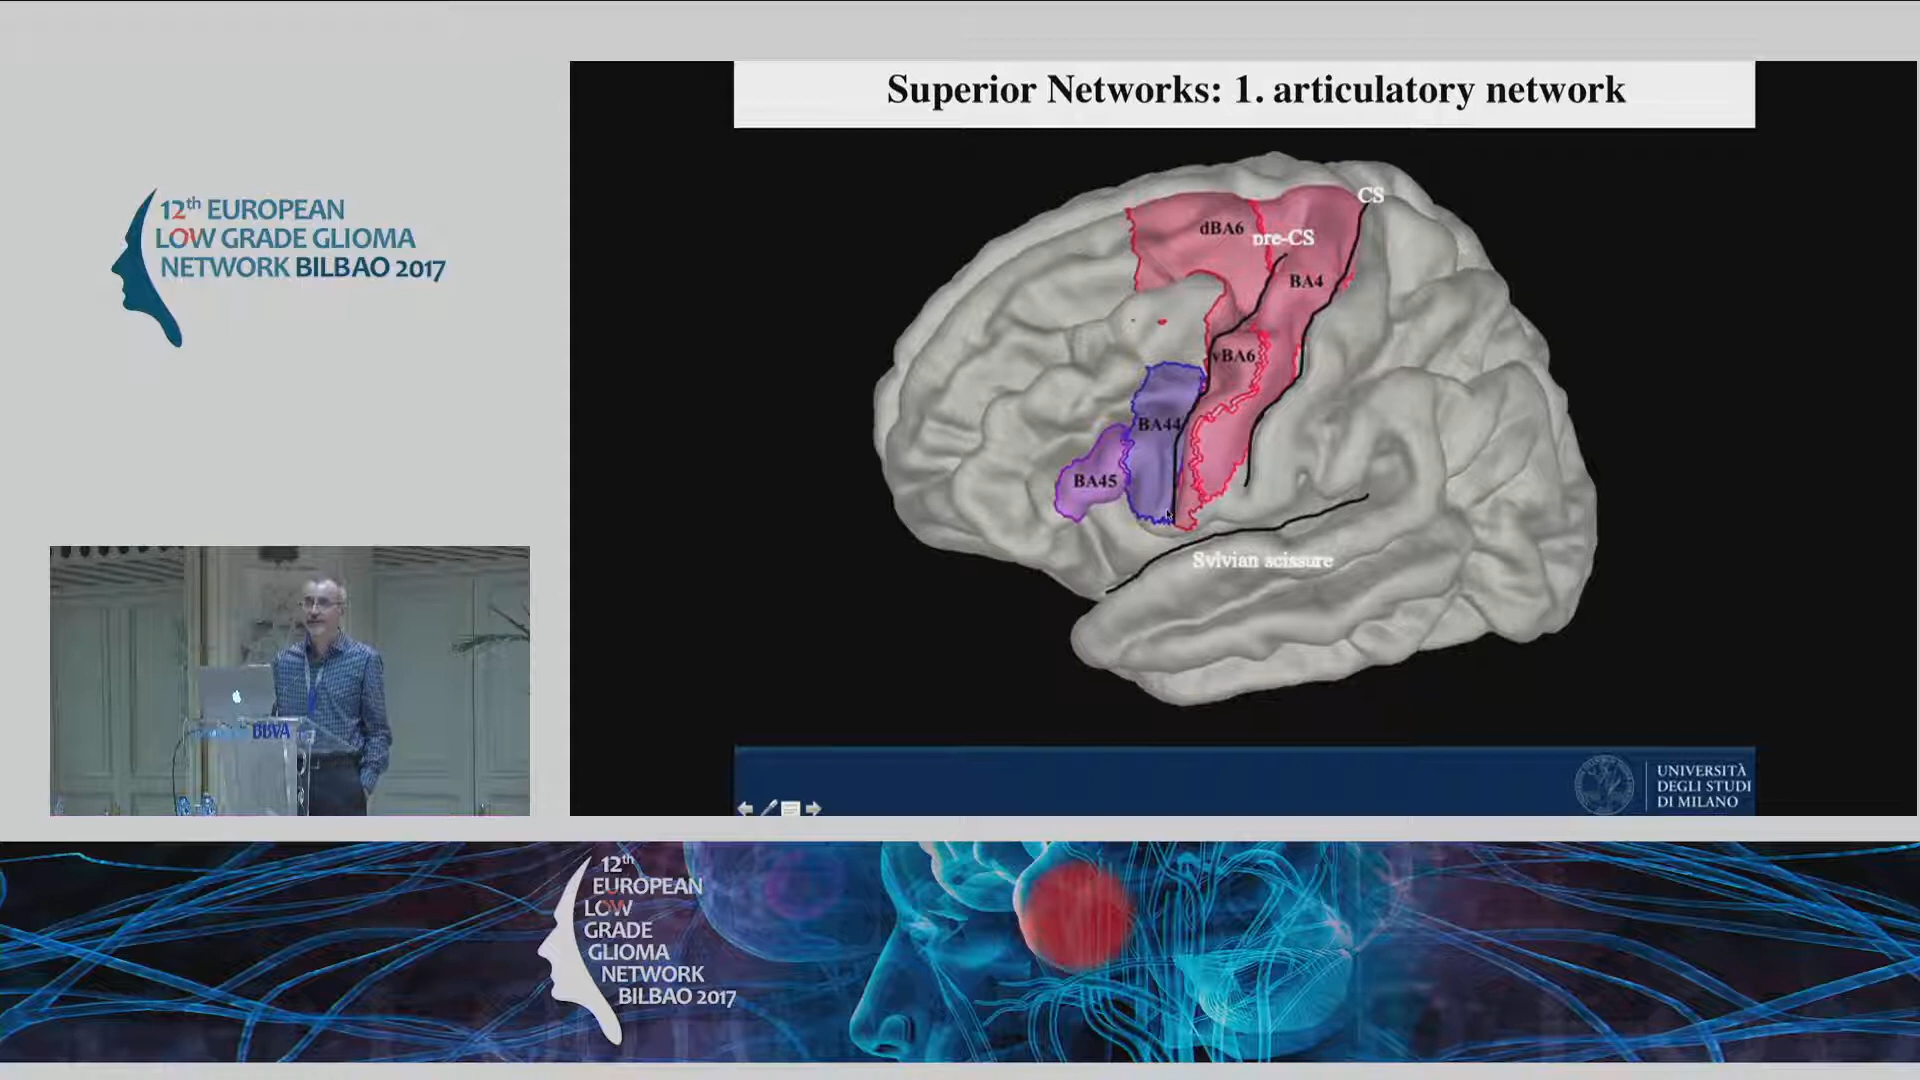 Superior Networks: 1. articulatory network
12th EUROPEAN
LOW GRADE GLIOMA
NETWORK BILBAO 2017
CS
dBA6
pre-CS
BA4
vBA6
BA44
BA45
Sylvian scissure
BBVA
UNIVERSITÀ
DEGLI STUDI
DI MILANO
12th
EUROPEAN
LOW
GRADE
GLIOMA
NETWORK
BILBAO 2017